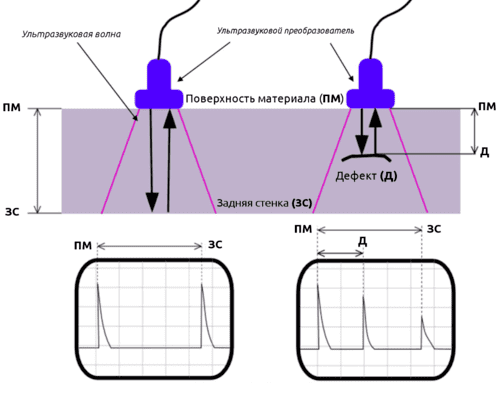 Ультразвуковая волна
Ультразвуковой преобразователь
ПМ
Поверхность материала (ПМ)
ПМ
Д
Дефект (Д)
ЗС
Задняя стенка (ЗС)
ПМ
ЗС
ПМ
ЗС
Д